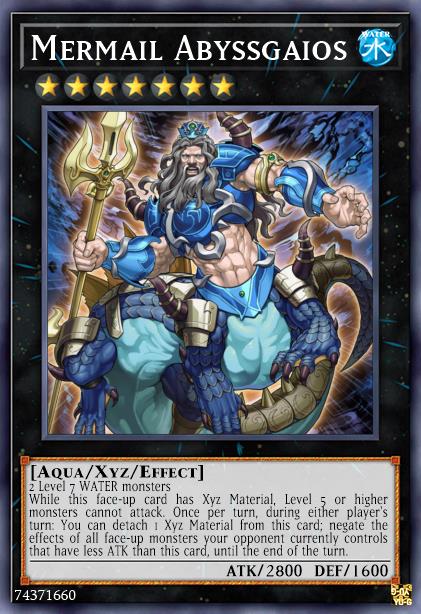 MERMAIL ABYSSGAIOS
WATER
水
[AQUA/XYZ/EFFECT]
2 Level 7 WATER monsters
While this face-up card has Xyz Material, Level 5 or higher
monsters cannot attack. Once per turn, during either player's
turn: You can detach 1 Xyz Material from this card; negate the
effects of all face-up monsters your opponent currently controls
that have less ATK than this card, until the end of the turn.
ATK/2800 DEF/1600
74371660